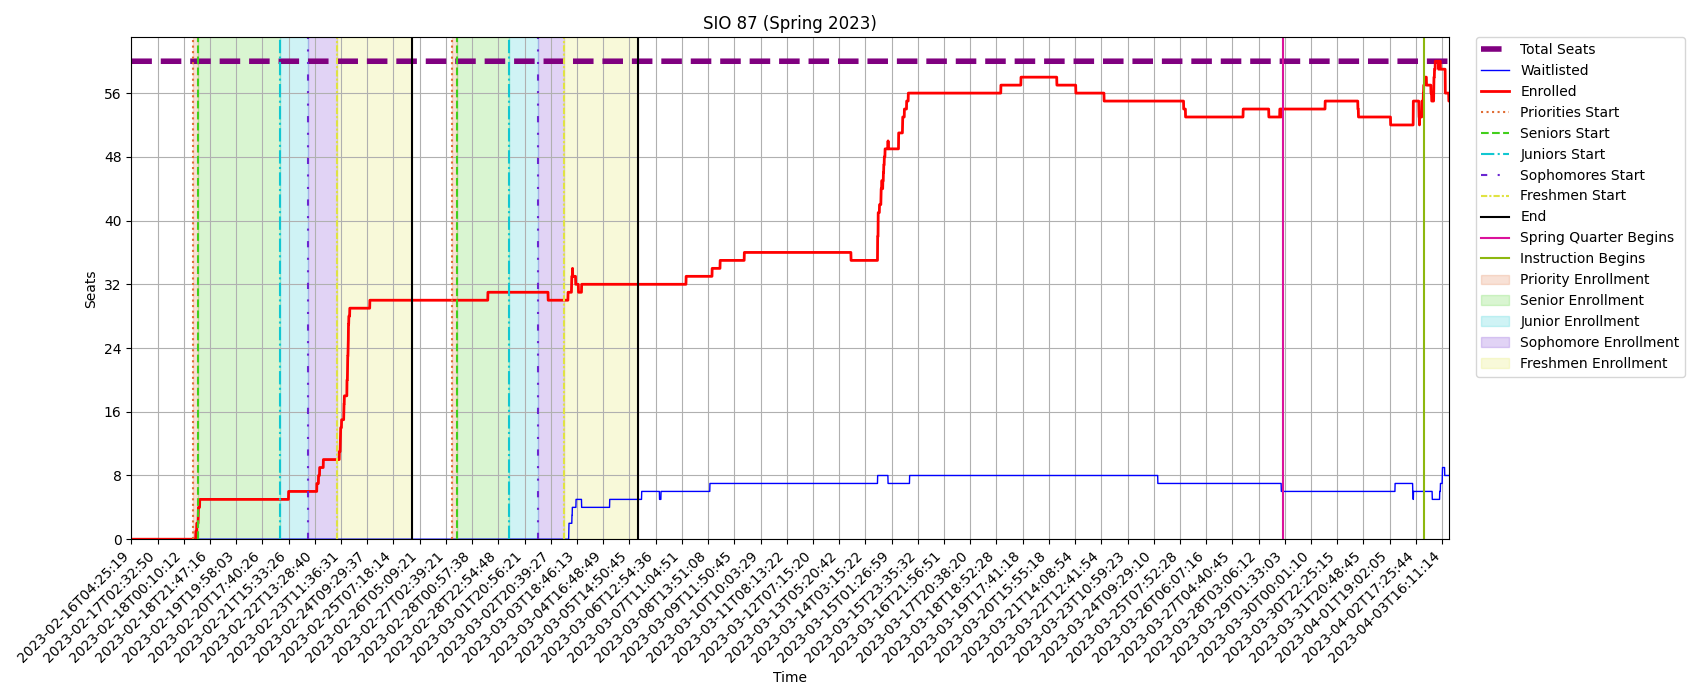 SIO 87 (Spring 2023)
Seats
56
48
40
32
24
16
8
0
2023-02-16T04:25:19
2023-02-17T02:32:50
2023-02-18T00:10:12
2023-02-18T21:47:16
2023-02-19T19:58:03
2023-02-20T17:40:26
2023-02-21T15:33:26
2023-02-22T13:28:40
2023-02-23T11:36:31
2023-02-24T09:29:37
2023-02-25T07:18:14
2023-02-26T05:09:21
2023-02-27T02:39:21
2023-02-28T00:57:38
2023-02-28T22:54:48
2023-03-01T20:56:21
2023-03-02T20:39:27
2023-03-03T18:46:13
2023-03-04T16:48:49
2023-03-05T14:50:45
2023-03-06T12:54:36
2023-03-07T11:04:51
2023-03-08T13:51:08
2023-03-09T11:50:45
2023-03-10T10:03:29
2023-03-11T08:13:22
2023-03-12T07:15:20
2023-03-13T05:20:42
2023-03-14T03:15:22
2023-03-15T01:26:59
2023-03-15T23:35:32
2023-03-16T21:56:51
2023-03-17T20:38:20
2023-03-18T18:52:28
2023-03-19T17:41:18
2023-03-20T15:55:18
2023-03-21T14:08:54
2023-03-22T12:41:54
2023-03-23T10:59:23
2023-03-24T09:29:10
2023-03-25T07:52:28
2023-03-26T06:07:16
2023-03-27T04:40:45
2023-03-28T03:06:12
2023-03-29T01:33:03
2023-03-30T00:01:10
2023-03-30T22:25:15
2023-03-31T20:48:45
2023-04-01T19:02:05
2023-04-02T17:25:44
2023-04-03T16:11:14
Time
Total Seats
Waitlisted
Enrolled
Priorities Start
Seniors Start
Juniors Start
Sophomores Start
Freshmen Start
End
Spring Quarter Begins
Instruction Begins
Priority Enrollment
Senior Enrollment
Junior Enrollment
Sophomore Enrollment
Freshmen Enrollment